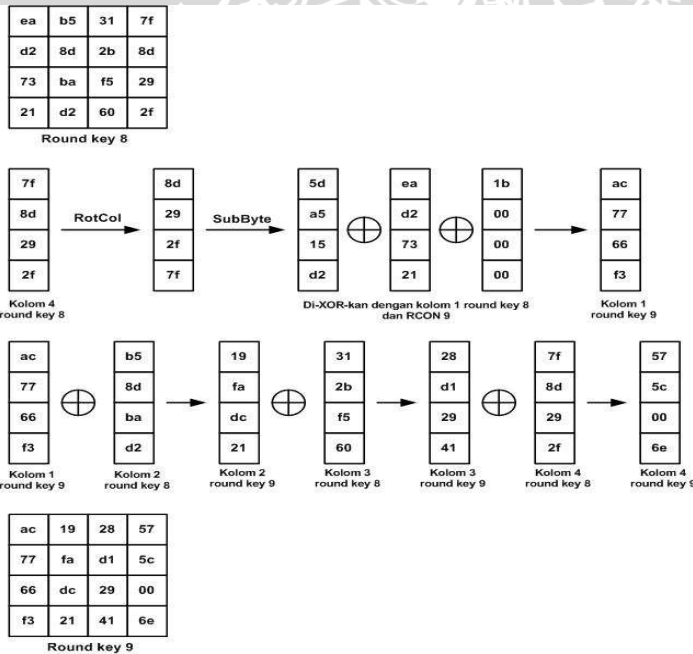 ea b5 31 7f
d2 8d 2b 8d
73 ba f5 29
21 d2 60 2f
Round key 8
7f 8d 5d ea 1b ac
8d RotCol 29 SubByte a5 d2 00 77
29 2f 15 73 00 66
2f 7f d2 21 00 f3
Kolom 4 Di-XOR-kan dengan kolom 1 round key 8 Kolom 1
round key 8 dan RCON 9 round key 9
ac b5 19 31 28 7f 57
77 8d fa 2b d1 8d 5c
66 ba dc f5 29 29 00
f3 d2 21 60 41 2f 6e
Kolom 1 Kolom 2 Kolom 2 Kolom 3 Kolom 3 Kolom 4 Kolom 4
round key 9 round key 8 round key 9 round key 8 round key 9 round key 8 round key 9
ac 19 28 57
77 fa d1 5c
66 dc 29 00
f3 21 41 6e
Round key 9